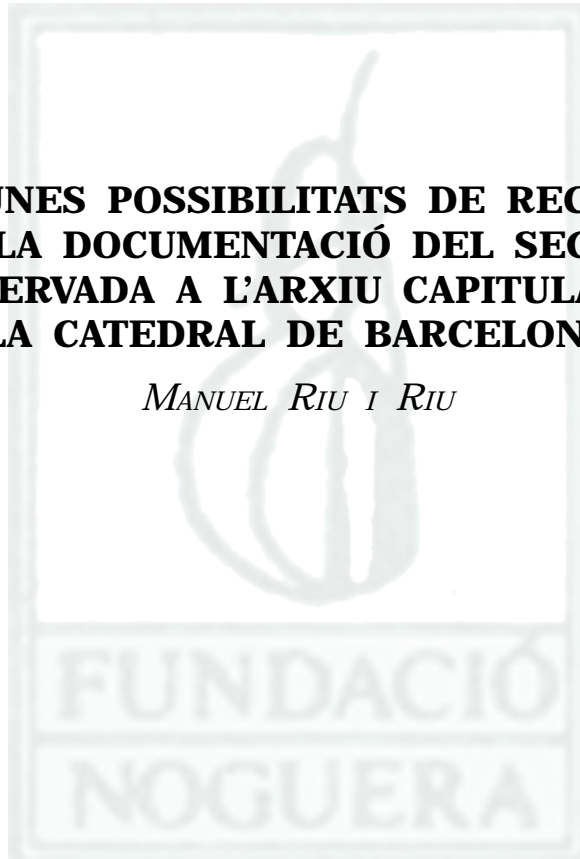 UNES POSSIBILITATS DE REC
LA DOCUMENTACIÓ DEL SEG
ERVADA A L'ARXIU CAPITULA
LA CATEDRAL DE BARCELON
MANUEL RIU I RIU
FUNDACIÓ
NOGUERA